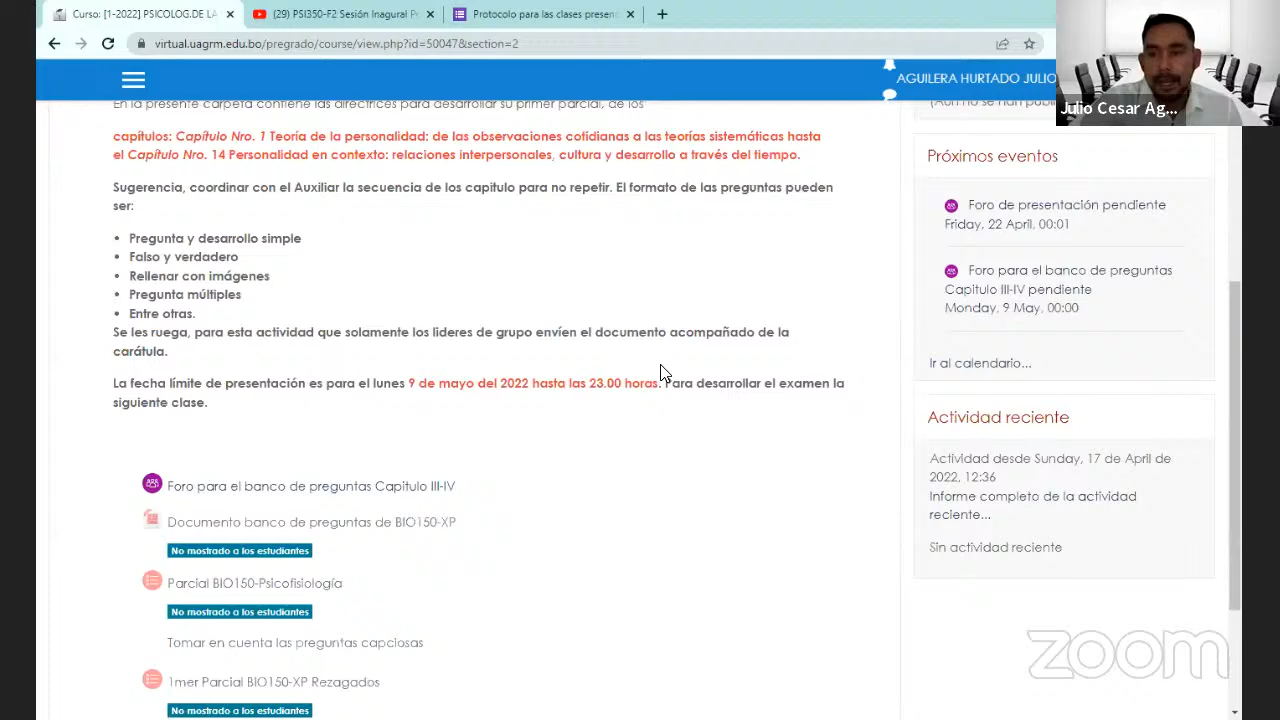 Curso: [1-2022] PSICOLOG.DE LA
(29) PSI350-F2 Sesión Inagural P
Protocolo para las clases presen
virtual.uagrm.edu.bo/pregrado/course/view.php?id=50047&section=2
AGUILERA HURTADO JULIO
Julio Cesar Ag...
En la presente carpeta contiene las directrices para desarrollar su primer parcial, de los
capítulos: Capítulo Nro. 1 Teoría de la personalidad: de las observaciones cotidianas a las teorías sistemáticas hasta
el Capítulo Nro. 14 Personalidad en contexto: relaciones interpersonales, cultura y desarrollo a través del tiempo.
Sugerencia, coordinar con el Auxiliar la secuencia de los capitulo para no repetir. El formato de las preguntas pueden
ser:
• Pregunta y desarrollo simple
• Falso y verdadero
• Rellenar con imágenes
• Pregunta múltiples
• Entre otras.
Se les ruega, para esta actividad que solamente los lideres de grupo envíen el documento acompañado de la
carátula.
La fecha límite de presentación es para el lunes 9 de mayo del 2022 hasta las 23.00 horas. Para desarrollar el examen la
siguiente clase.
Foro para el banco de preguntas Capitulo III-IV
Documento banco de preguntas de BIO150-XP
No mostrado a los estudiantes
Parcial BIO150-Psicofisiología
No mostrado a los estudiantes
Tomar en cuenta las preguntas capciosas
1mer Parcial BIO150-XP Rezagados
No mostrado a los estudiantes
Próximos eventos
Foro de presentación pendiente
Friday, 22 April, 00:01
Foro para el banco de preguntas
Capitulo III-IV pendiente
Monday, 9 May, 00:00
Ir al calendario...
Actividad reciente
Actividad desde Sunday, 17 de April de
2022, 12:36
Informe completo de la actividad
reciente...
Sin actividad reciente
zoom